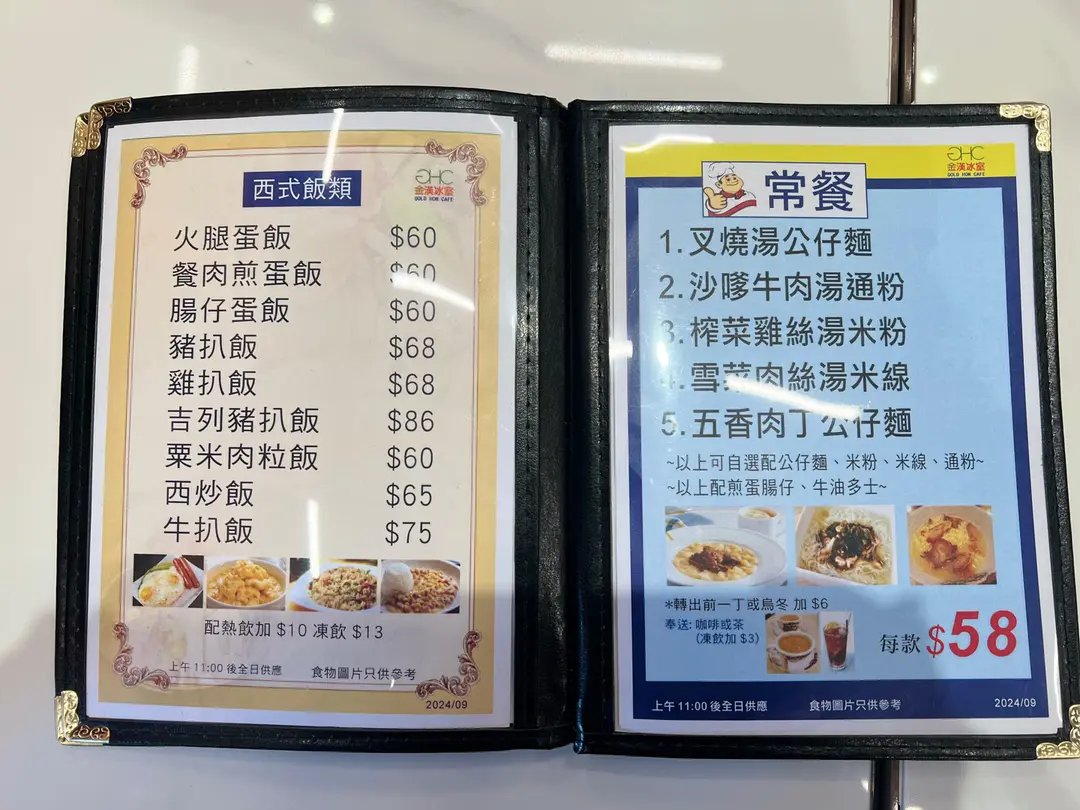 西式飯類
GHC
金漢冰室
GOLD HON CAFE
火腿蛋飯 $60
餐肉煎蛋飯 $60
腸仔蛋飯 $60
豬扒飯 $68
雞扒飯 $68
吉列豬扒飯 $86
粟米肉粒飯 $60
西炒飯 $65
牛扒飯 $75
配熱飲加 $10 凍飲 $13
上午 11:00 後全日供應 食物圖片只供參考
2024/09
GHC
金漢冰室
GOLD HON CAFE
常餐
1.叉燒湯公仔麵
2.沙嗲牛肉湯通粉
3.榨菜雞絲湯米粉
4.雪菜肉絲湯米線
5.五香肉丁公仔麵
~以上可自選配公仔麵、米粉、米線、通粉~
~以上配煎蛋腸仔、牛油多士~
*轉出前一丁或烏冬 加 $6
奉送: 咖啡或茶
(凍飲加 $3)
每款 $58
上午 11:00 後全日供應 食物圖片只供參考 2024/09